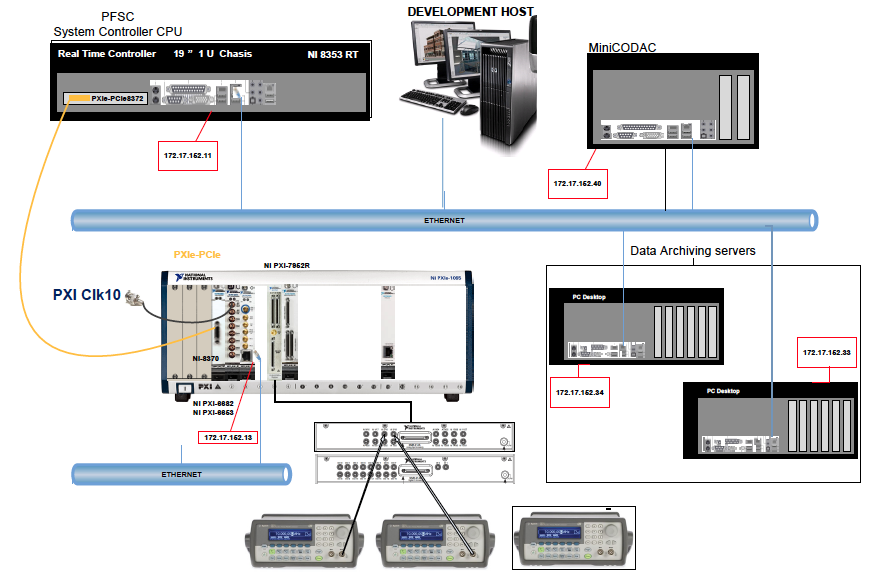 PFSC
System Controller CPU
DEVELOPMENT HOST
MiniCODAC
Real Time Controller 19 " 1 U Chasis NI 8353 RT
PXIe-PCIe8372
172.17.152.11
172.17.152.40
ETHERNET
PXIe-PCIe
NI PXI-7952R
Data Archiving servers
NATIONAL
INSTRUMENTS
NI PXIe-1065
PXI Clk10
PC Desktop
NI-8370
172.17.152.33
PXI
172.17.152.34
PC Desktop
NI PXI-6682
NI PXI-6653
172.17.152.13
ETHERNET